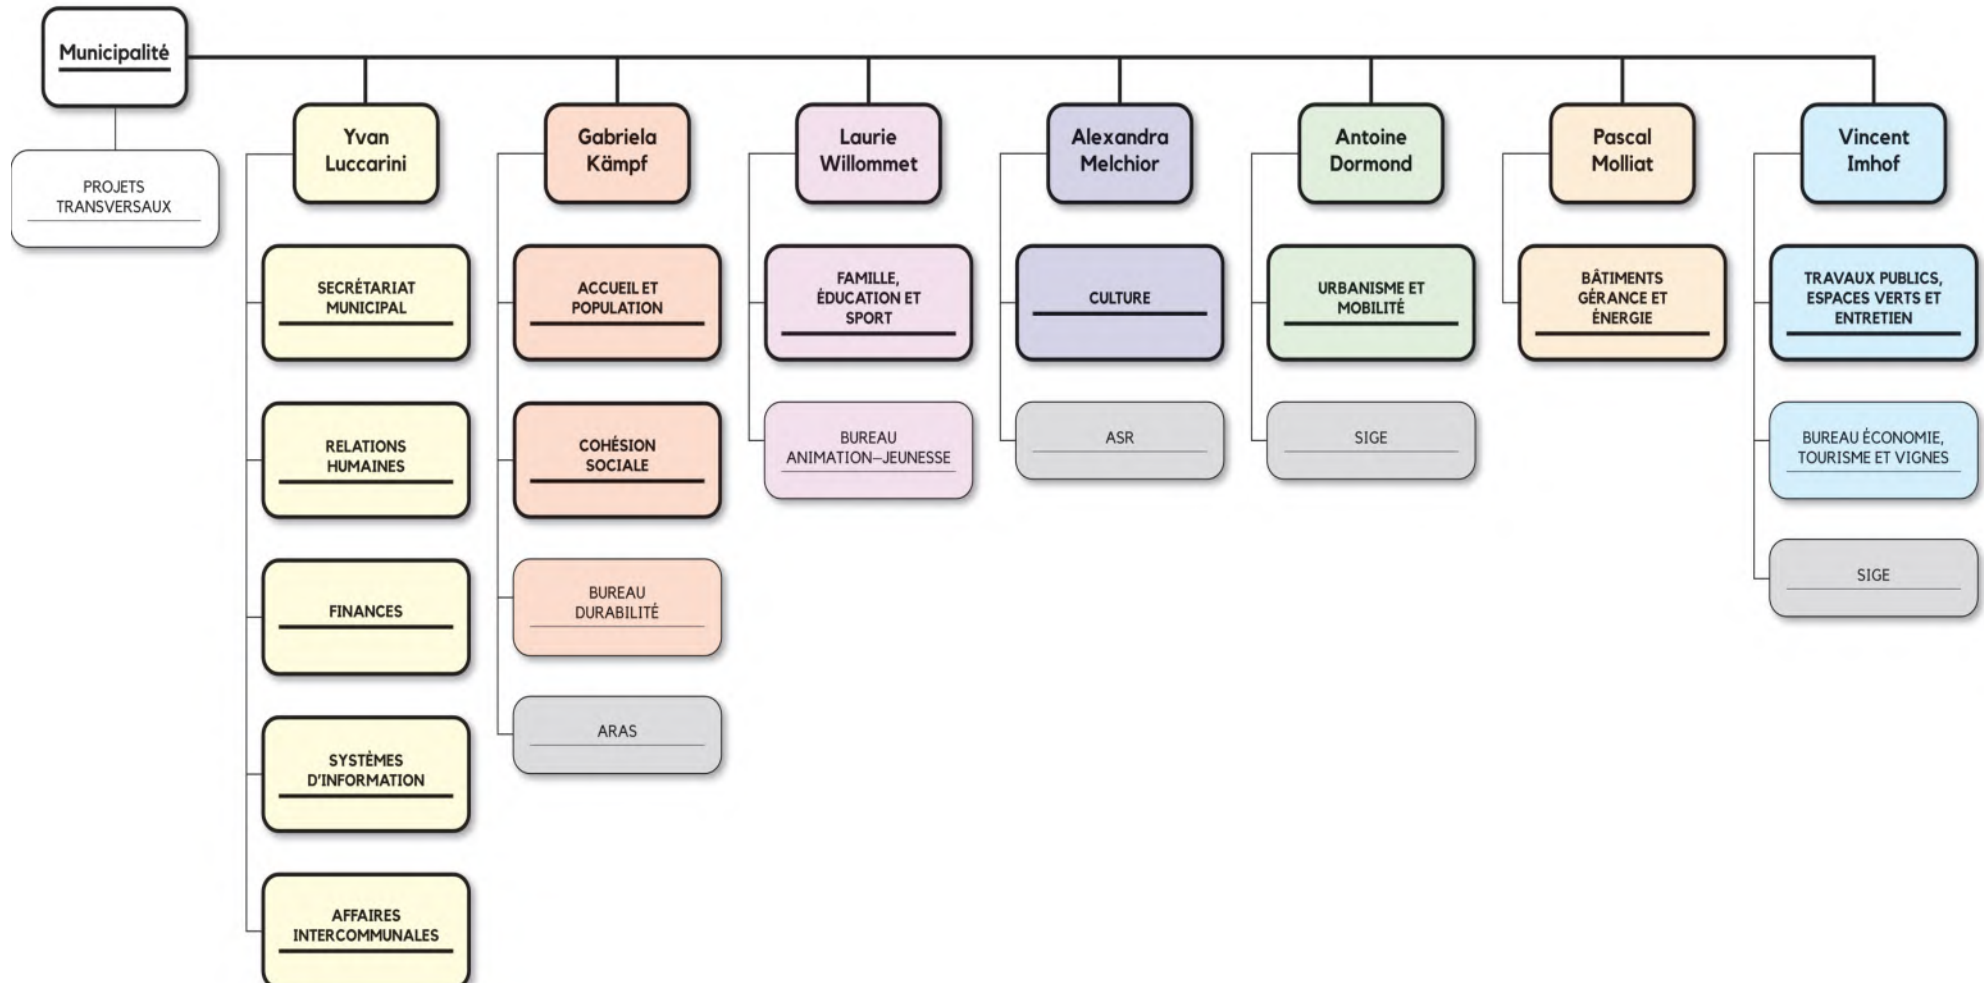 Municipalité
PROJETS
TRANSVERSAUX
Yvan
Luccarini
SECRÉTARIAT
MUNICIPAL
RELATIONS
HUMAINES
FINANCES
SYSTÈMES
D'INFORMATION
AFFAIRES
INTERCOMMUNALES
Gabriela
Kämpf
ACCUEIL ET
POPULATION
COHÉSION
SOCIALE
BUREAU
DURABILITÉ
ARAS
Laurie
Willommet
FAMILLE,
ÉDUCATION ET
SPORT
BUREAU
ANIMATION–JEUNESSE
Alexandra
Melchior
CULTURE
ASR
Antoine
Dormond
URBANISME ET
MOBILITÉ
SIGE
Pascal
Molliat
BÂTIMENTS
GÉRANCE ET
ÉNERGIE
Vincent
Imhof
TRAVAUX PUBLICS,
ESPACES VERTS ET
ENTRETIEN
BUREAU ÉCONOMIE,
TOURISME ET VIGNES
SIGE